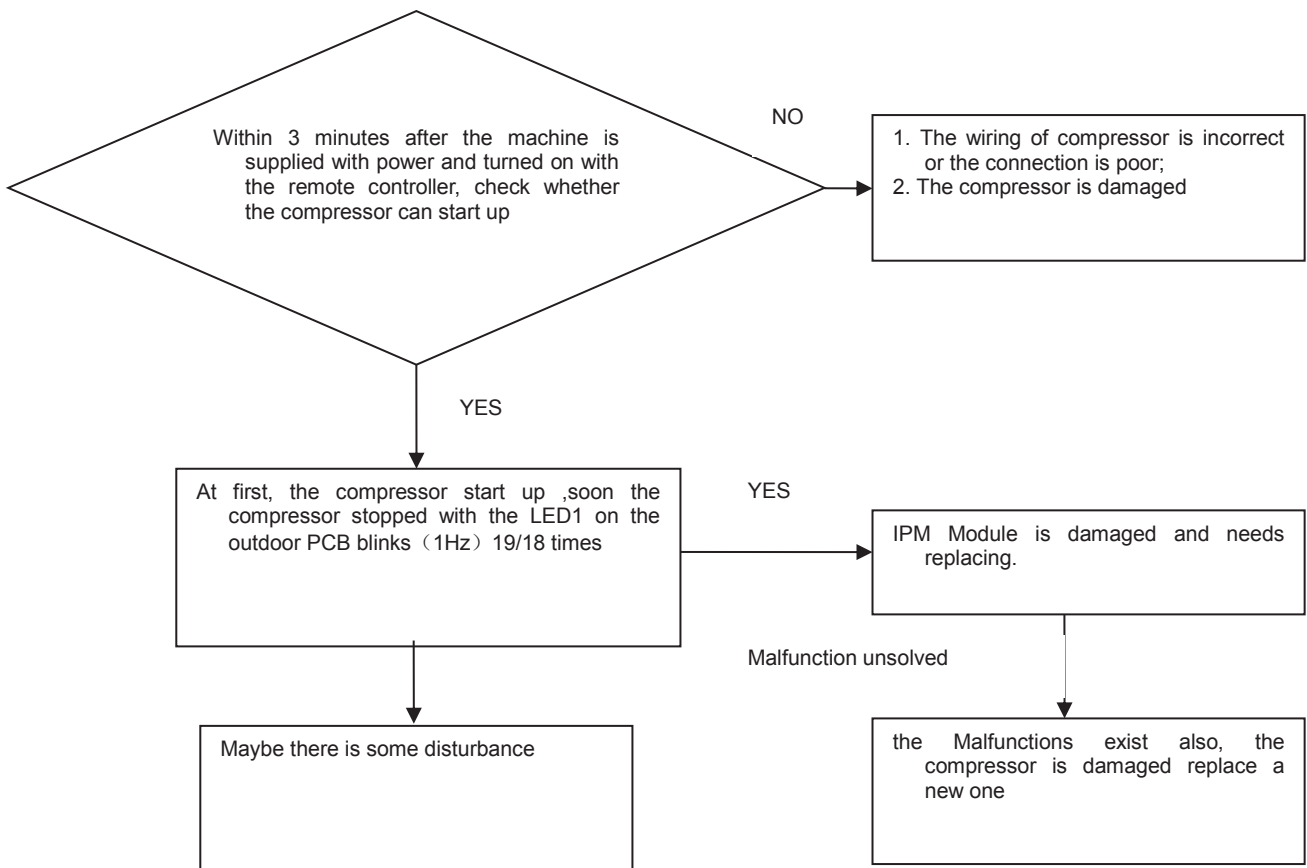 Within 3 minutes after the machine is
supplied with power and turned on with
the remote controller, check whether
the compressor can start up
NO
1. The wiring of compressor is incorrect
or the connection is poor;
2. The compressor is damaged
YES
At first, the compressor start up ,soon the
compressor stopped with the LED1 on the
outdoor PCB blinks（1Hz）19/18 times
YES
IPM Module is damaged and needs
replacing.
Malfunction unsolved
Maybe there is some disturbance
the Malfunctions exist also, the
compressor is damaged replace a
new one